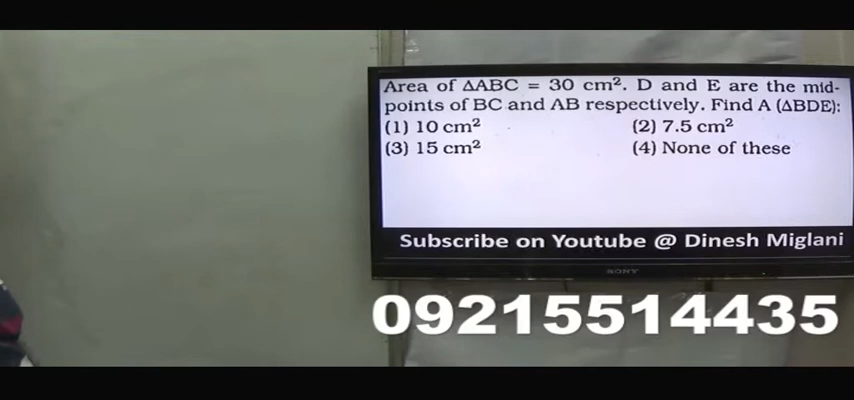 Area of ΔABC = 30 cm². D and E are the mid-
points of BC and AB respectively. Find A (ΔBDE):
(1) 10 cm² (2) 7.5 cm²
(3) 15 cm² (4) None of these
Subscribe on Youtube @ Dinesh Miglani
SONY
09215514435